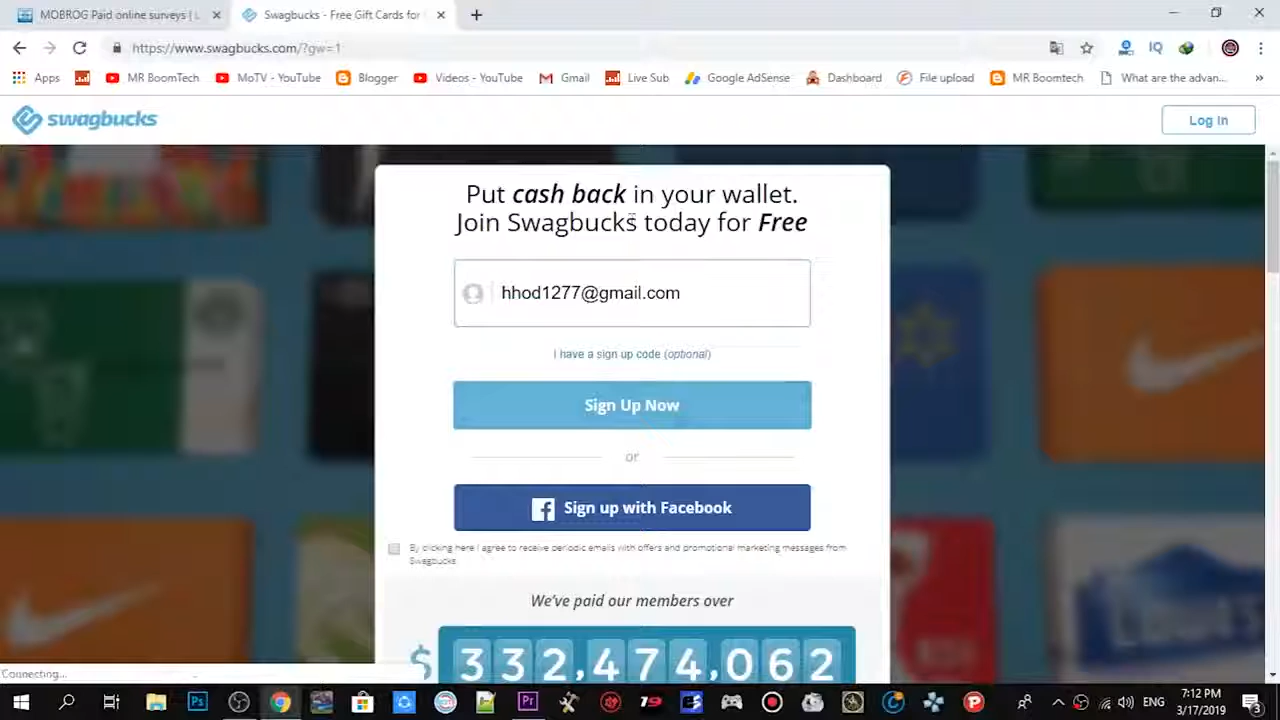 MOBROG Paid online surveys (
Swagbucks - Free Gift Cards for
https://www.swagbucks.com/?gw=1
IQ
Apps
MR BoomTech
MoTV - YouTube
Blogger
Videos - YouTube
Gmail
Live Sub
Google AdSense
Dashboard
File upload
MR Boomtech
What are the advan...
swagbucks
Log In
Put cash back in your wallet.
Join Swagbucks today for Free
hhod1277@gmail.com
I have a sign up code (optional)
Sign Up Now
or
Sign up with Facebook
By clicking here I agree to receive periodic emails with offers and promotional marketing messages from
Swagbucks
We've paid our members over
$332,474,062
Connecting...
Ps
Pr
19
ENG
7:12 PM
3/17/2019
3